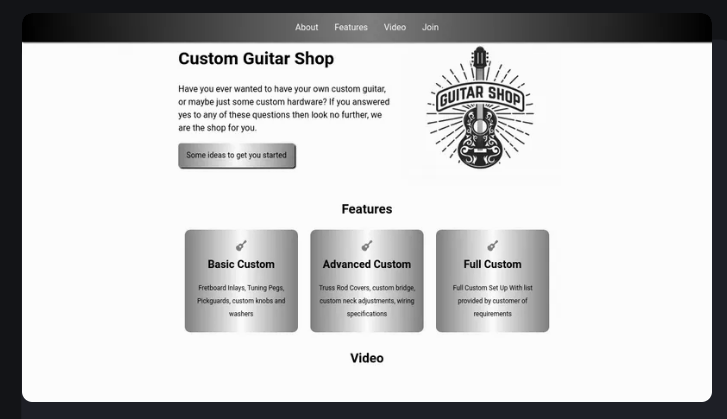 About Features Video Join
Custom Guitar Shop
Have you ever wanted to have your own custom guitar,
or maybe just some custom hardware? If you answered
yes to any of these questions then look no further, we
are the shop for you.
Some ideas to get you started
GUITAR SHOP
Features
Basic Custom
Fretboard Inlays, Tuning Pegs,
Pickguards, custom knobs and
washers
Advanced Custom
Truss Rod Covers, custom bridge,
custom neck adjustments, wiring
specifications
Full Custom
Full Custom Set Up With list
provided by customer of
requirements
Video